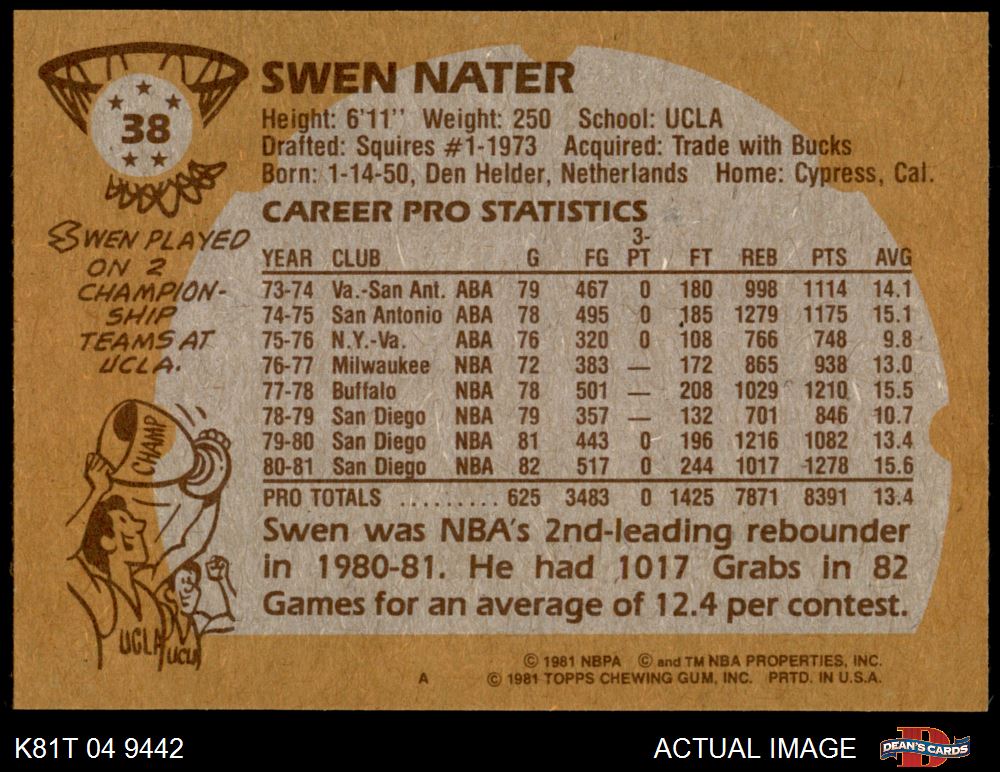 38
SWEN NATER
Height: 6'11'' Weight: 250 School: UCLA
Drafted: Squires #1-1973 Acquired: Trade with Bucks
Born: 1-14-50, Den Helder, Netherlands Home: Cypress, Cal.
SWEN PLAYED
ON 2
CHAMPION-
SHIP
TEAMS AT
UCLA.
CHAMP
UCLA
UCLA
CAREER PRO STATISTICS
YEAR CLUB G FG 3-PT FT REB PTS AVG
73-74 Va.-San Ant. ABA 79 467 0 180 998 1114 14.1
74-75 San Antonio ABA 78 495 0 185 1279 1175 15.1
75-76 N.Y.-Va. ABA 76 320 0 108 766 748 9.8
76-77 Milwaukee NBA 72 383 — 172 865 938 13.0
77-78 Buffalo NBA 78 501 — 208 1029 1210 15.5
78-79 San Diego NBA 79 357 — 132 701 846 10.7
79-80 San Diego NBA 81 443 0 196 1216 1082 13.4
80-81 San Diego NBA 82 517 0 244 1017 1278 15.6
PRO TOTALS .......... 625 3483 0 1425 7871 8391 13.4
Swen was NBA's 2nd-leading rebounder
in 1980-81. He had 1017 Grabs in 82
Games for an average of 12.4 per contest.
© 1981 NBPA © and TM NBA PROPERTIES, INC.
A © 1981 TOPPS CHEWING GUM, INC. PRTD. IN U.S.A.
K81T 04 9442 ACTUAL IMAGE D DEAN'S CARDS